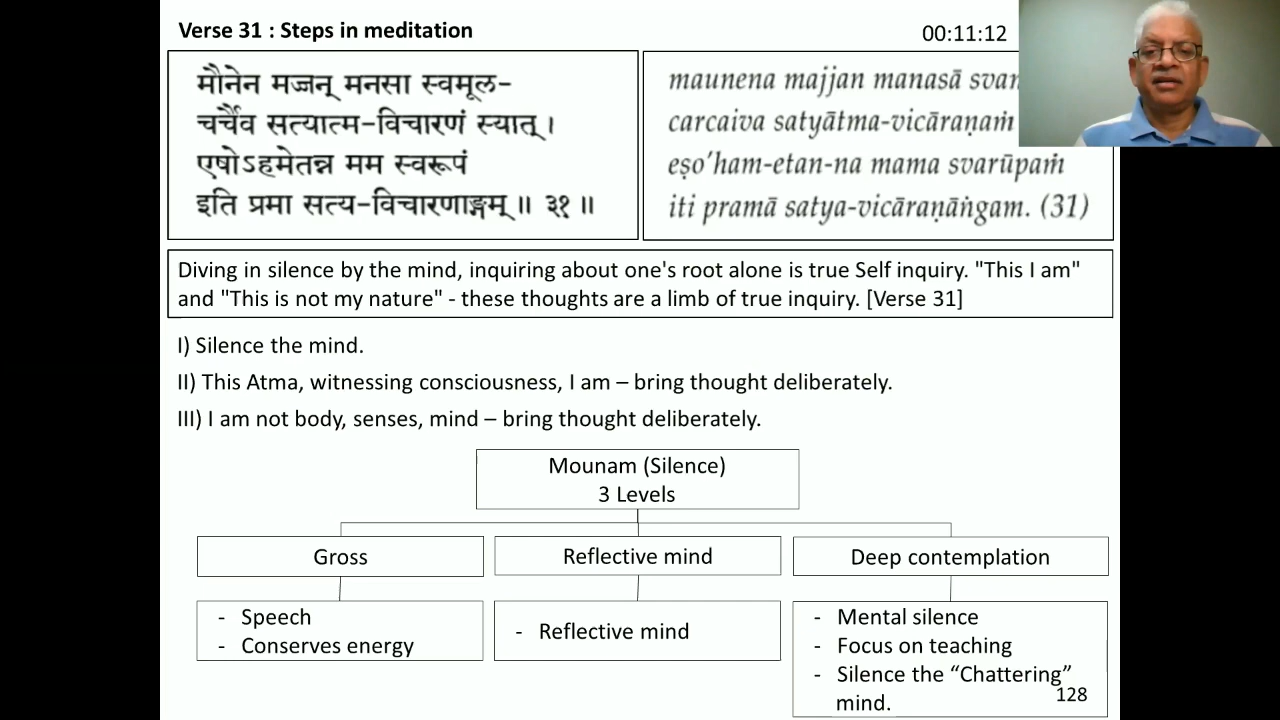 Verse 31 : Steps in meditation
00:11:12
मौनेन मज्जन् मनसा स्वमूल-
चर्चैव सत्यात्म-विचारणं स्यात् ।
एषोऽहमेतन्न मम स्वरूपं
इति प्रमा सत्य-विचारणाङ्गम् ॥ ३१ ॥
maunena majjan manasā
carcaiva satyātma-vicāraṇaṁ
eṣo'ham-etan-na mama svarūpaṁ
iti pramā satya-vicāraṇāṅgam. (31)
Diving in silence by the mind, inquiring about one's root alone is true Self inquiry. "This I am"
and "This is not my nature" - these thoughts are a limb of true inquiry. [Verse 31]
I) Silence the mind.
II) This Atma, witnessing consciousness, I am – bring thought deliberately.
III) I am not body, senses, mind – bring thought deliberately.
Mounam (Silence)
3 Levels
Gross
Reflective mind
Deep contemplation
- Speech
- Conserves energy
- Reflective mind
- Mental silence
- Focus on teaching
- Silence the “Chattering”
mind.
128